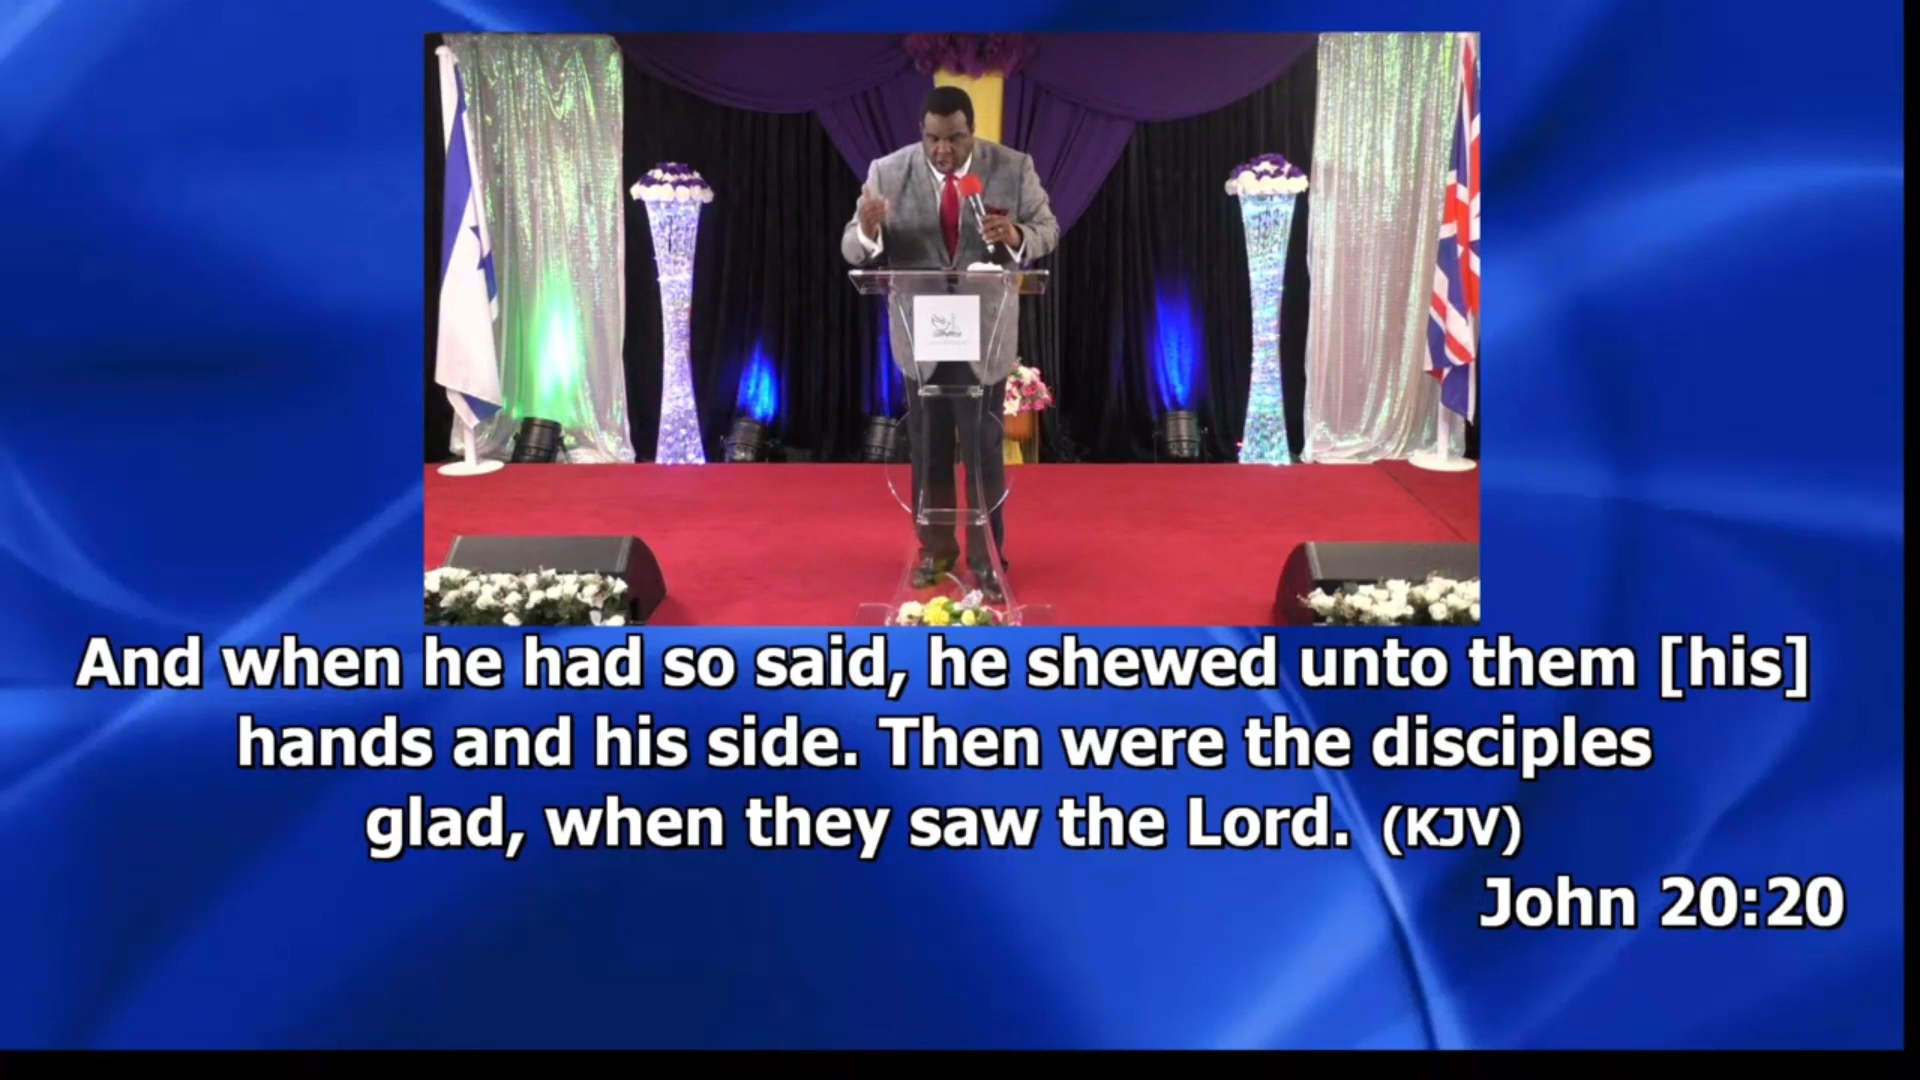 And when he had so said, he shewed unto them [his]
hands and his side. Then were the disciples
glad, when they saw the Lord. (KJV)
John 20:20